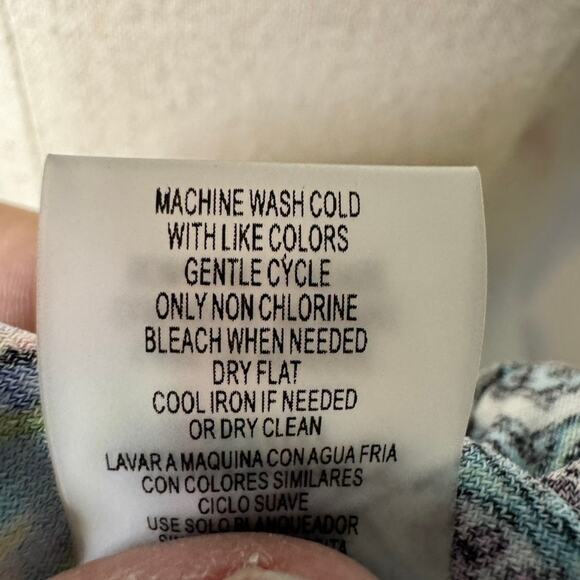 MACHINE WASH COLD
WITH LIKE COLORS
GENTLE CYCLE
ONLY NON CHLORINE
BLEACH WHEN NEEDED
DRY FLAT
COOL IRON IF NEEDED
OR DRY CLEAN
LAVAR A MAQUINA CON AGUA FRIA
CON COLORES SIMILARES
CICLO SUAVE
USE SOLO BLANQUEADOR